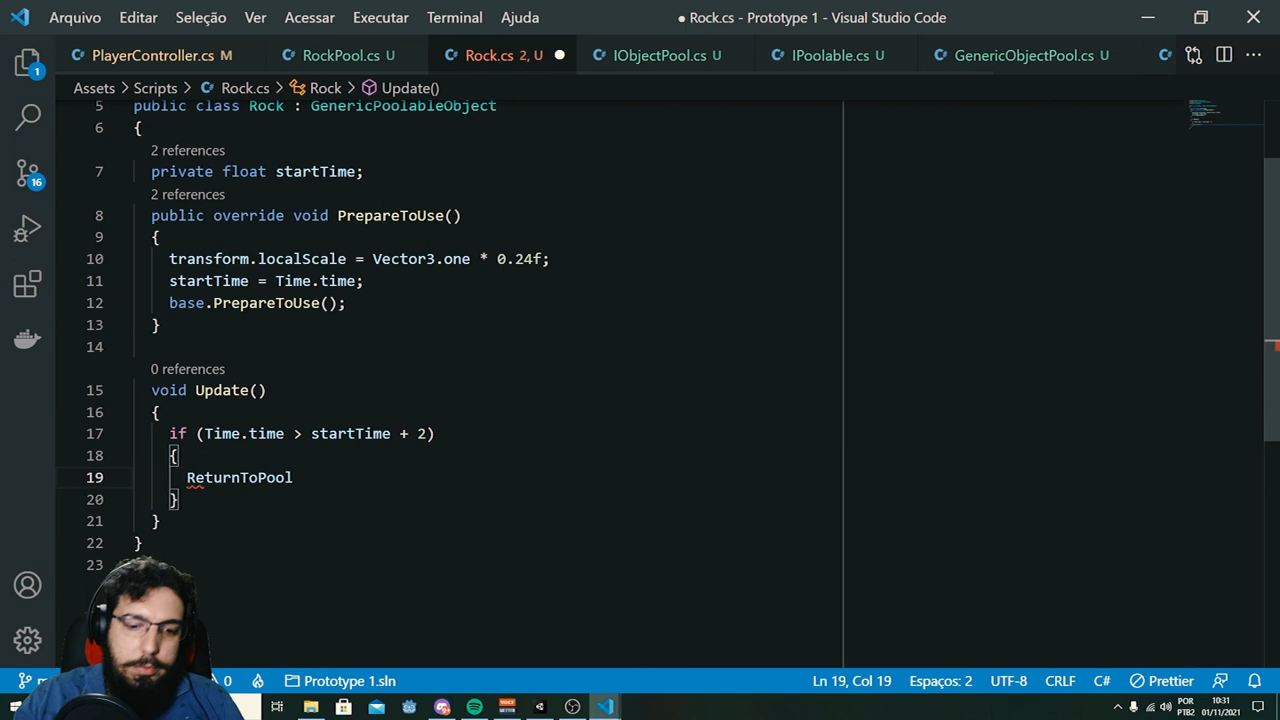 Arquivo Editar Seleção Ver Acessar Executar Terminal Ajuda ● Rock.cs - Prototype 1 - Visual Studio Code
PlayerController.cs M RockPool.cs U Rock.cs 2, U IObjectPool.cs U IPoolable.cs U GenericObjectPool.cs U
1
Assets > Scripts > Rock.cs > Rock > Update()
5 public class Rock : GenericPoolableObject
6 {
2 references
7 private float startTime;
2 references
8 public override void PrepareToUse()
9 {
10 transform.localScale = Vector3.one * 0.24f;
11 startTime = Time.time;
12 base.PrepareToUse();
13 }
14
16
0 references
15 void Update()
16 {
17 if (Time.time > startTime + 2)
18 {
19 ReturnToPool
20 }
21 }
22 }
23
0 Prototype 1.sln Ln 19, Col 19 Espaços: 2 UTF-8 CRLF C# Prettier
POR 10:31
PTB2 01/11/2021